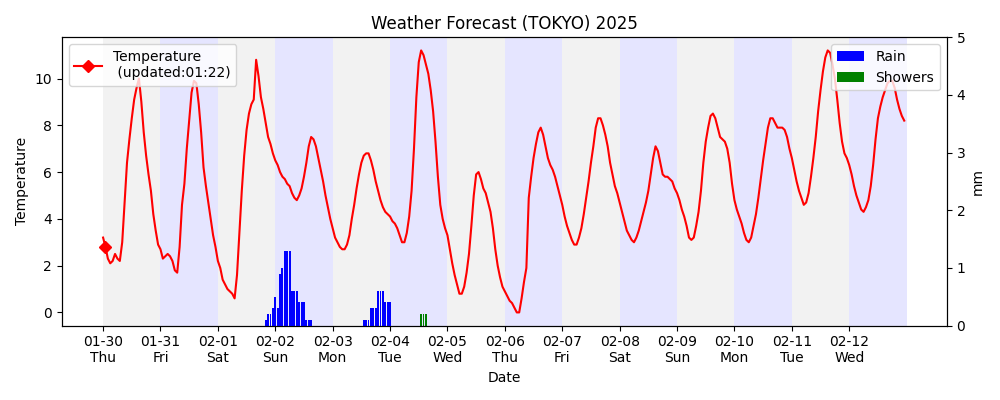 Weather Forecast (TOKYO) 2025
Temperature
(updated:01:22)
Rain
Showers
Temperature
10
8
6
4
2
0
5
4
3
2
1
0
mm
01-30 01-31 02-01 02-02 02-03 02-04 02-05 02-06 02-07 02-08 02-09 02-10 02-11 02-12
Thu Fri Sat Sun Mon Tue Wed Thu Fri Sat Sun Mon Tue Wed
Date